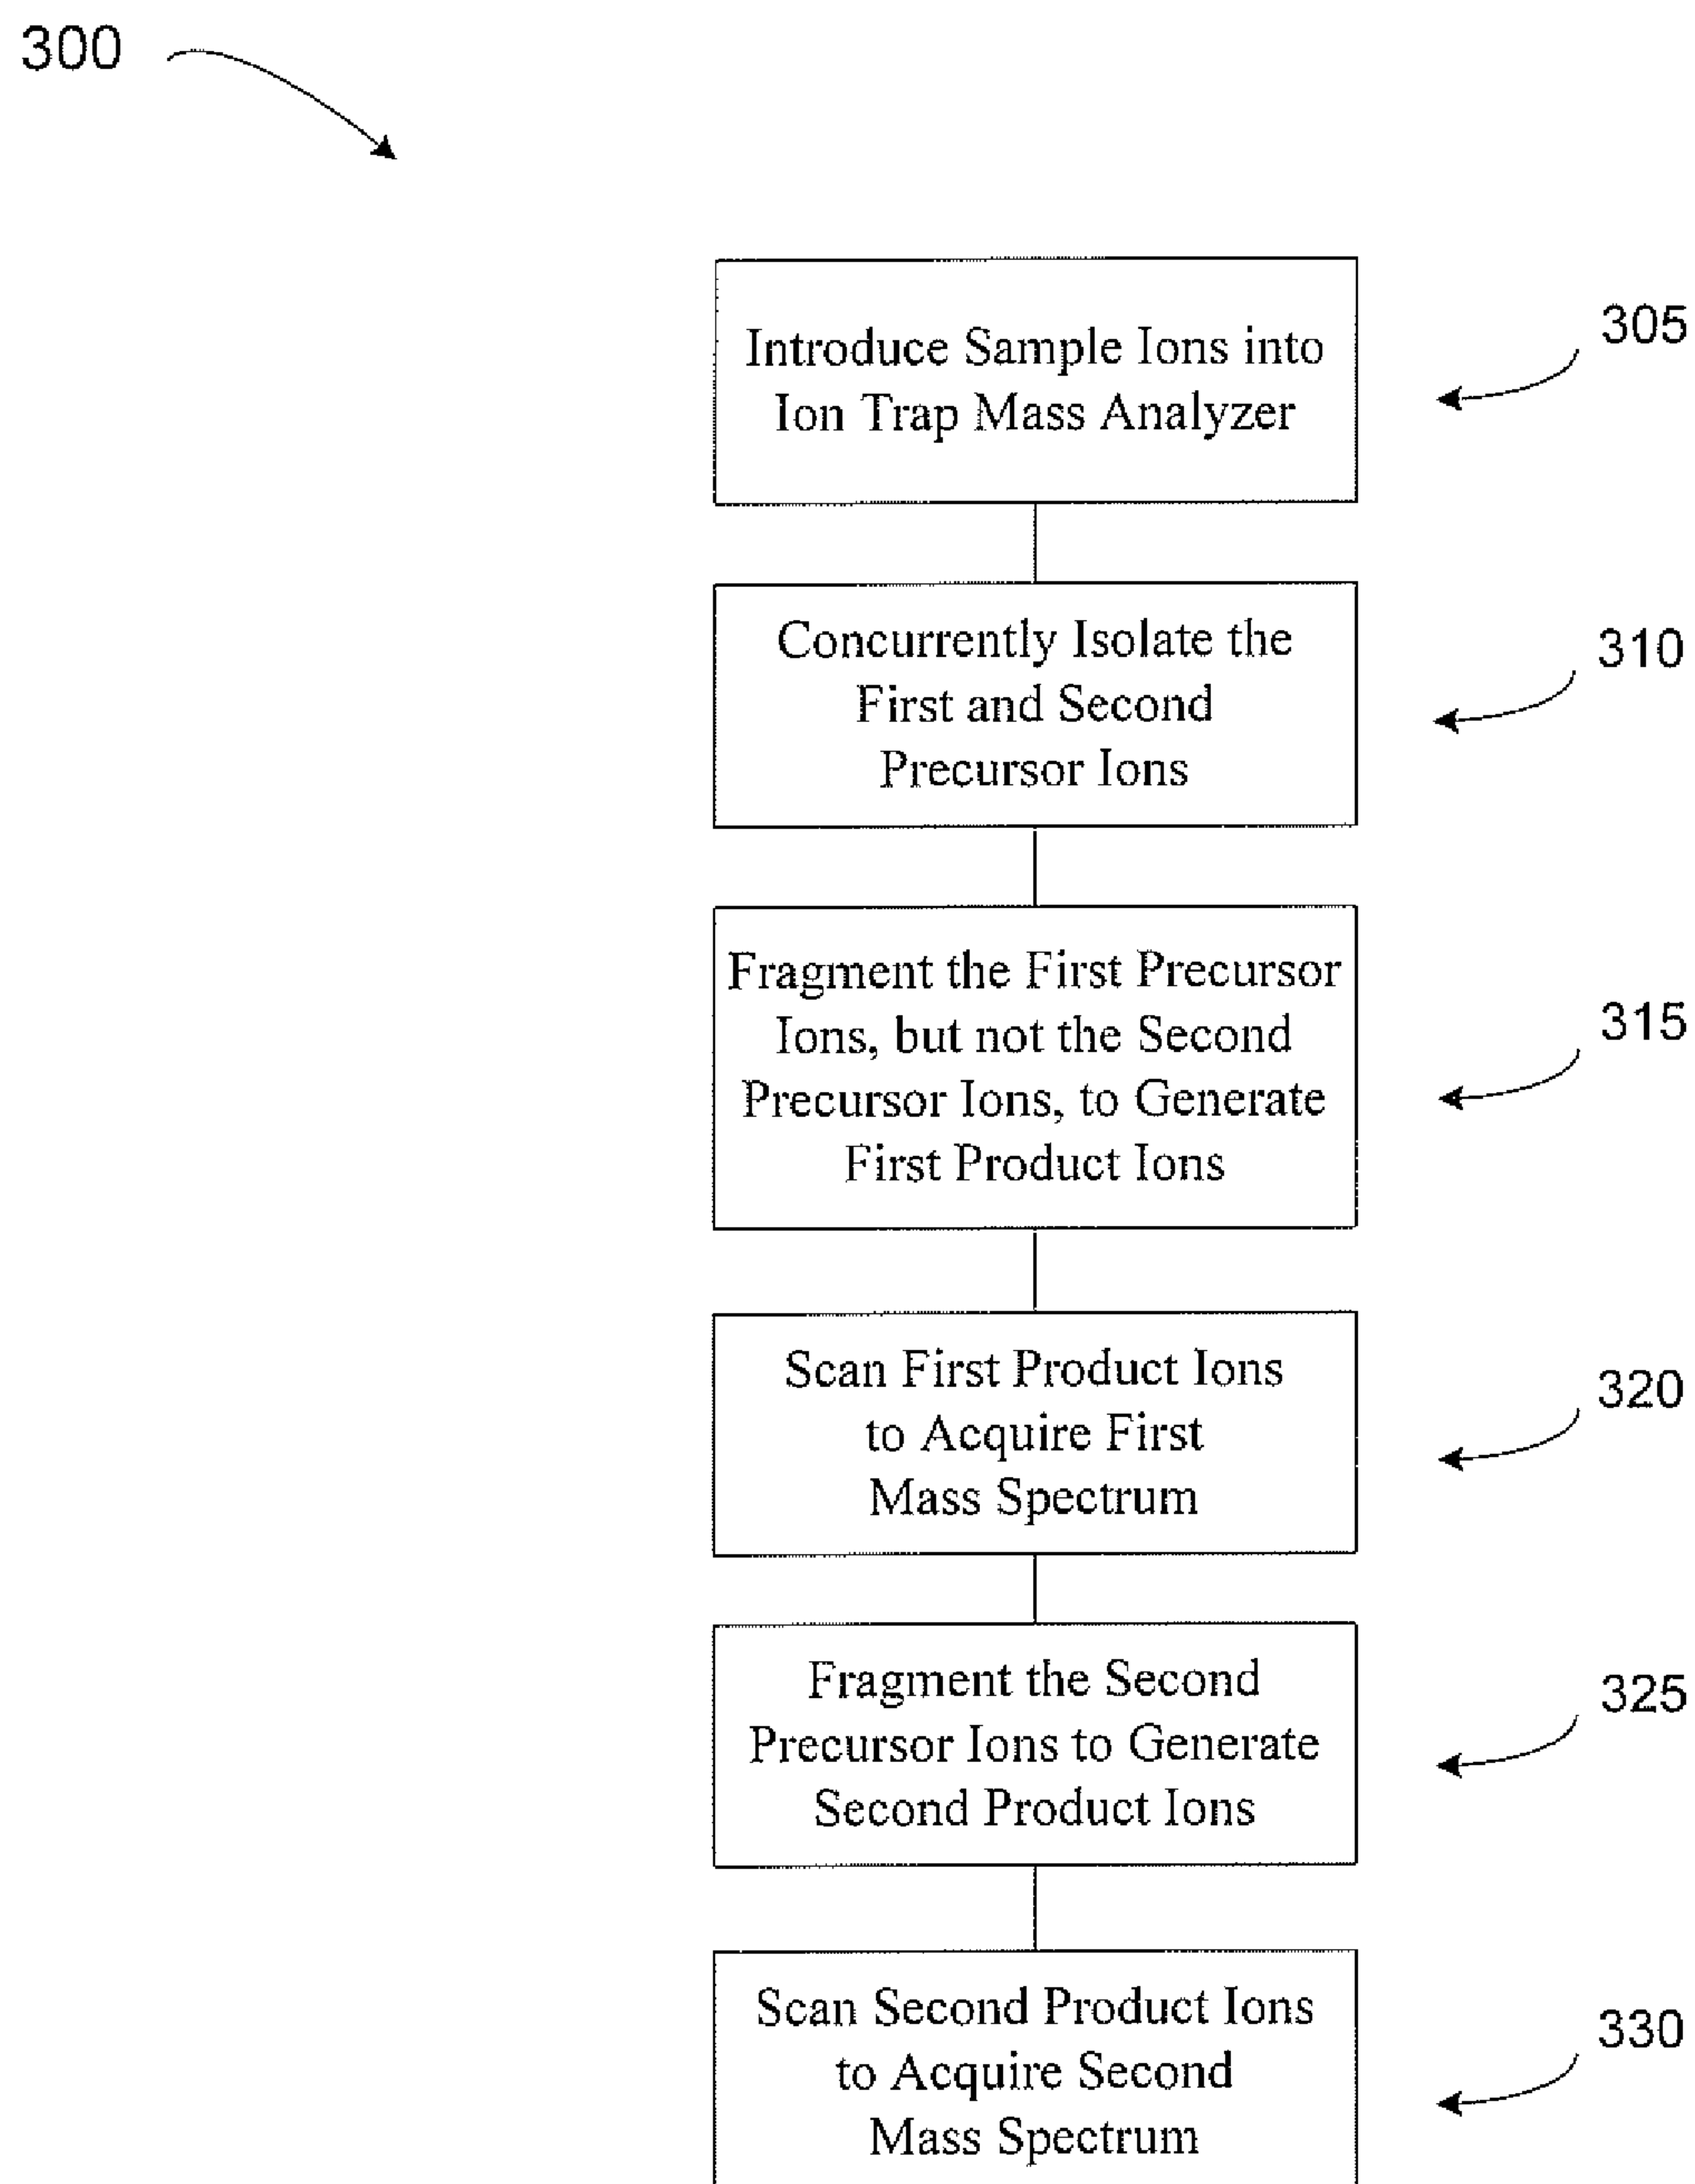 300
Introduce Sample Ions into
Ion Trap Mass Analyzer
305
Concurrently Isolate the
First and Second
Precursor Ions
310
Fragment the First Precursor
Ions, but not the Second
Precursor Ions, to Generate
First Product Ions
315
Scan First Product Ions
to Acquire First
Mass Spectrum
320
Fragment the Second
Precursor Ions to Generate
Second Product Ions
325
Scan Second Product Ions
to Acquire Second
Mass Spectrum
330